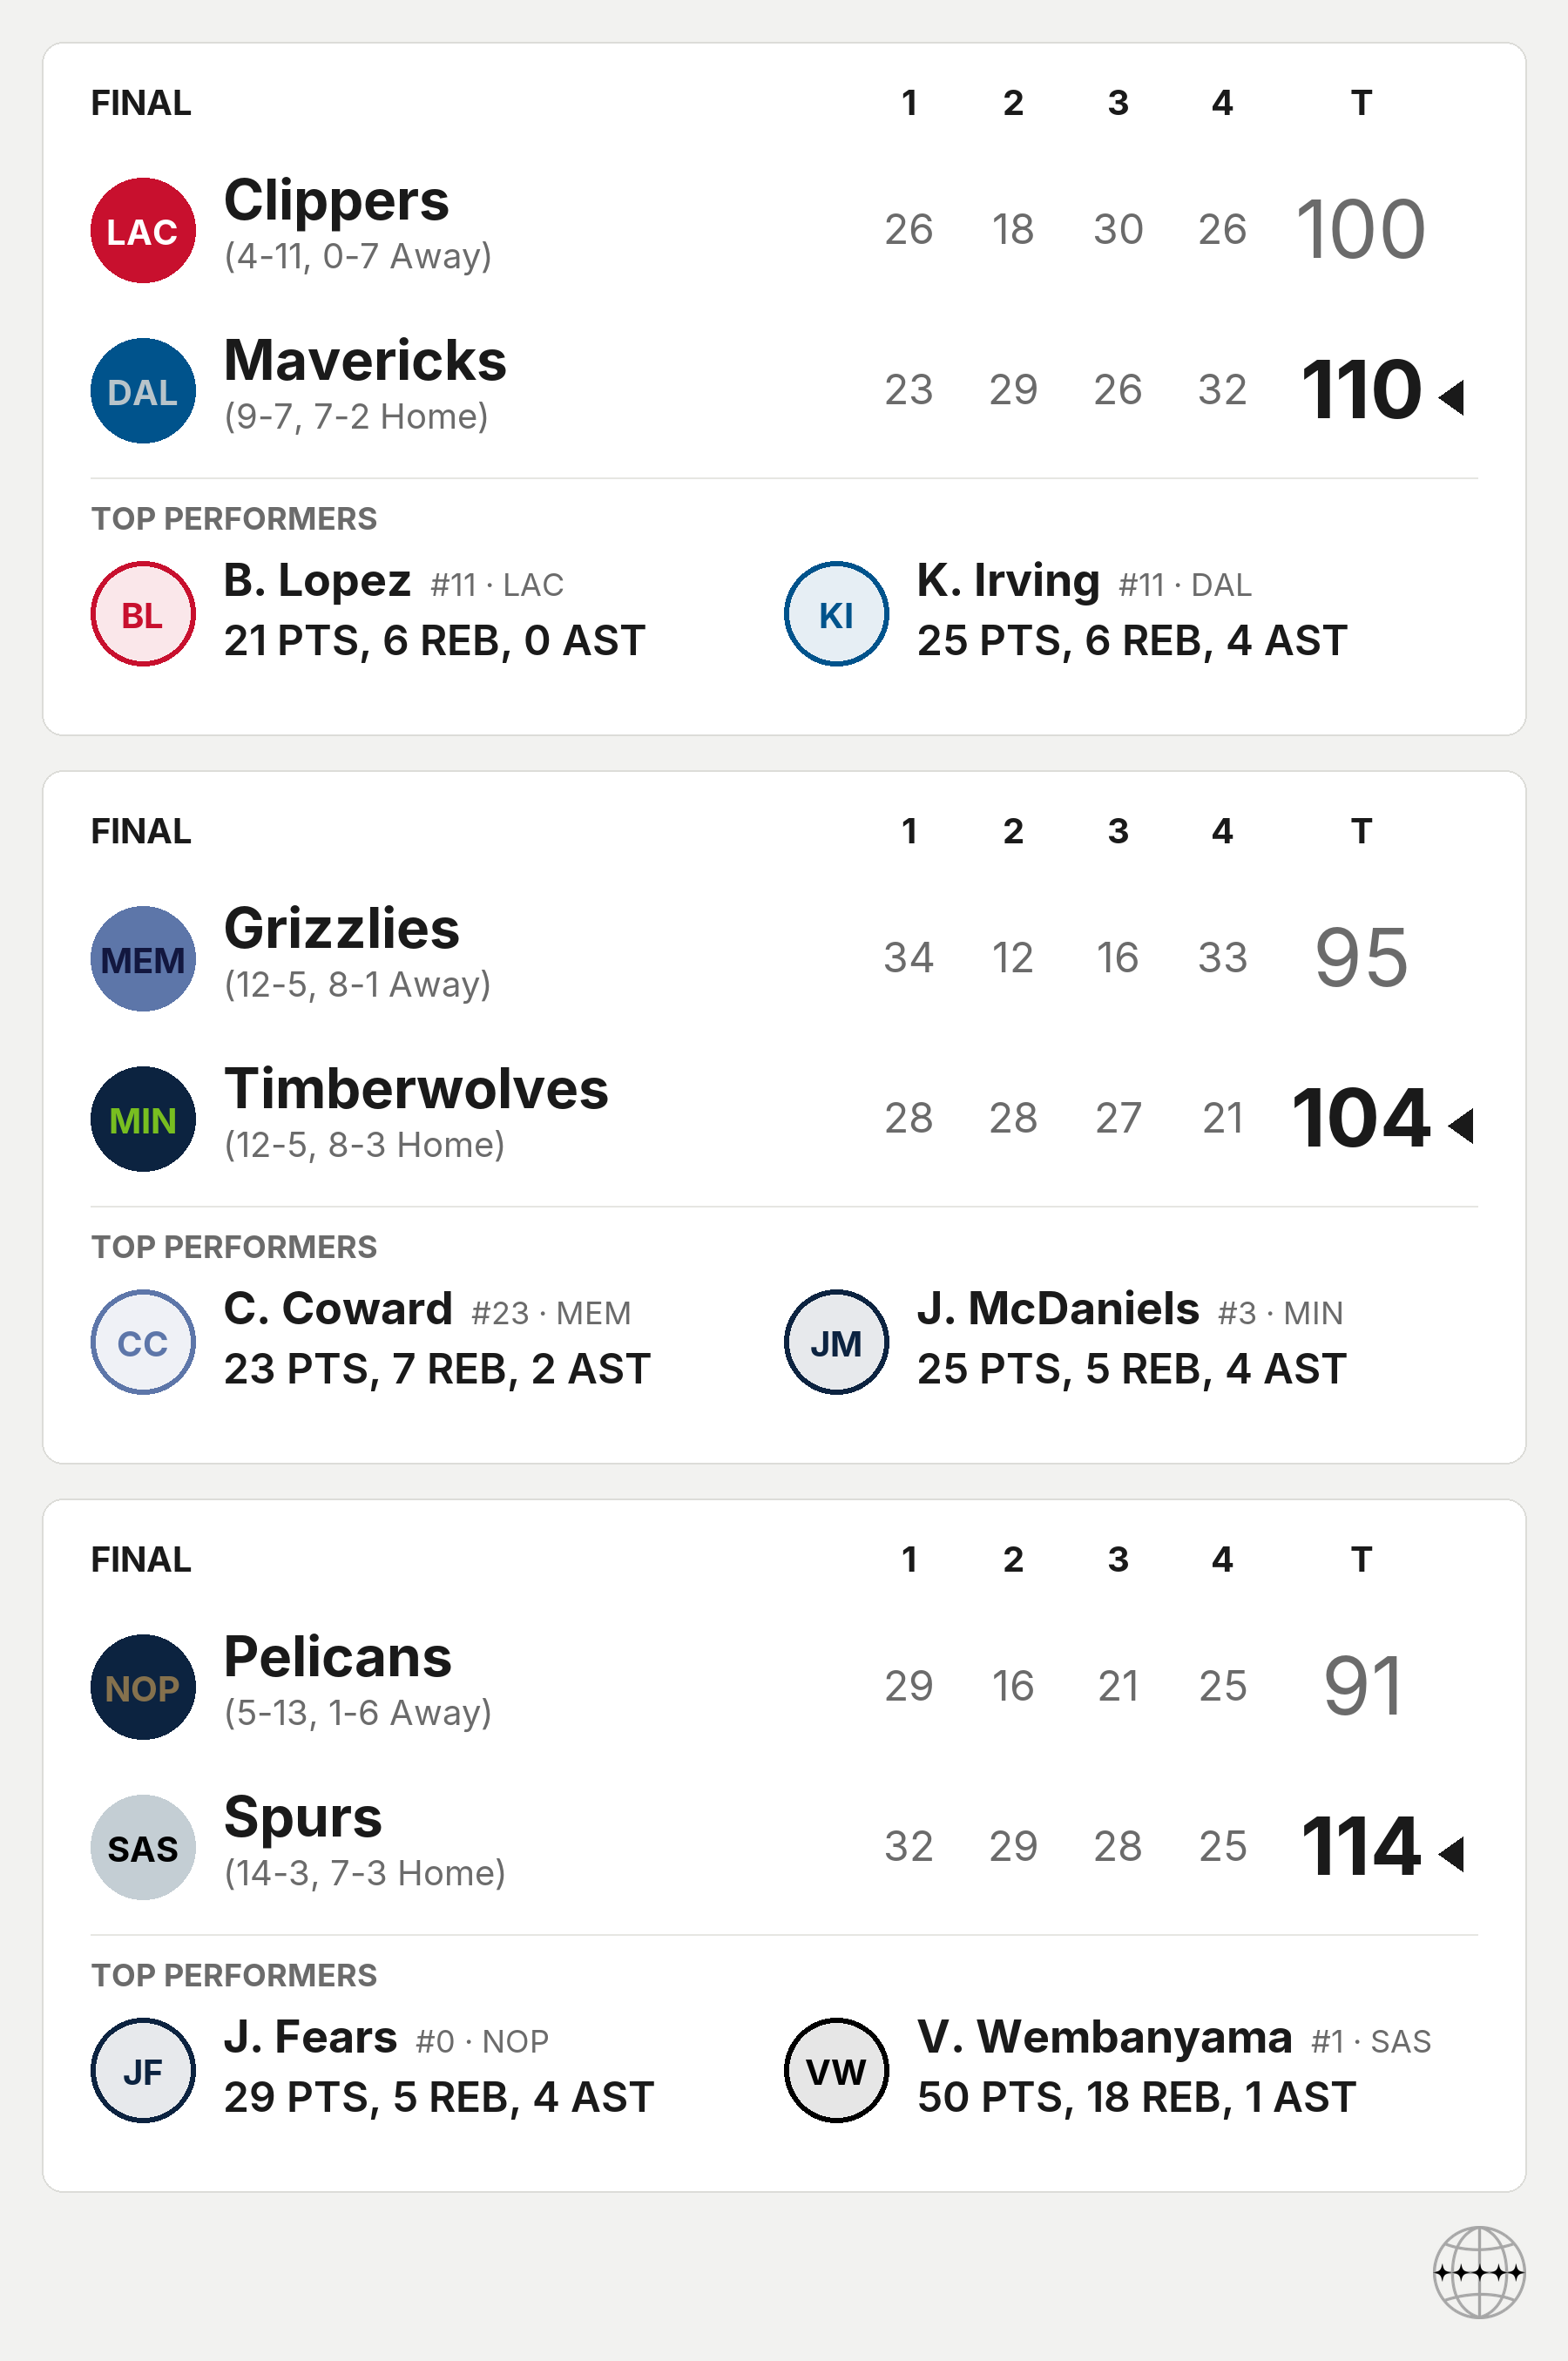 FINAL 1 2 3 4 T
LAC Clippers 26 18 30 26 100
(4-11, 0-7 Away)
DAL Mavericks 23 29 26 32 110
(9-7, 7-2 Home)
TOP PERFORMERS
BL B. Lopez #11 · LAC
21 PTS, 6 REB, 0 AST
KI K. Irving #11 · DAL
25 PTS, 6 REB, 4 AST
FINAL 1 2 3 4 T
MEM Grizzlies 34 12 16 33 95
(12-5, 8-1 Away)
MIN Timberwolves 28 28 27 21 104
(12-5, 8-3 Home)
TOP PERFORMERS
CC C. Coward #23 · MEM
23 PTS, 7 REB, 2 AST
JM J. McDaniels #3 · MIN
25 PTS, 5 REB, 4 AST
FINAL 1 2 3 4 T
NOP Pelicans 29 16 21 25 91
(5-13, 1-6 Away)
SAS Spurs 32 29 28 25 114
(14-3, 7-3 Home)
TOP PERFORMERS
JF J. Fears #0 · NOP
29 PTS, 5 REB, 4 AST
VW V. Wembanyama #1 · SAS
50 PTS, 18 REB, 1 AST